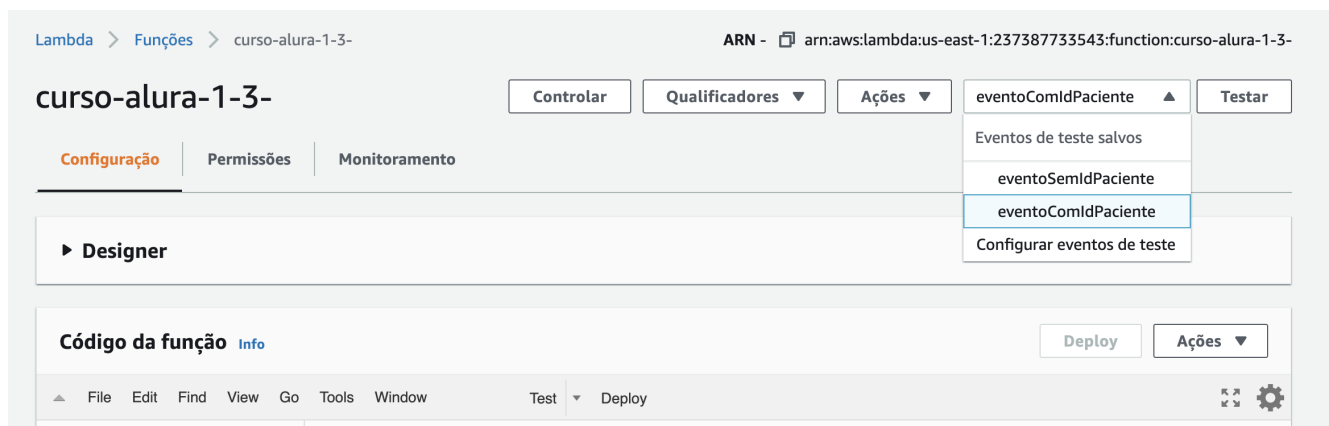 Lambda > Funções > curso-alura-1-3-
ARN - arn:aws:lambda:us-east-1:237387733543:function:curso-alura-1-3-
curso-alura-1-3-
Controlar Qualificadores ▼ Ações ▼ eventoComIdPaciente ▲ Testar
Eventos de teste salvos
eventoSemIdPaciente
eventoComIdPaciente
Configurar eventos de teste
Configuração Permissões Monitoramento
Designer
Código da função Info
Deploy Ações ▼
File Edit Find View Go Tools Window Test Deploy